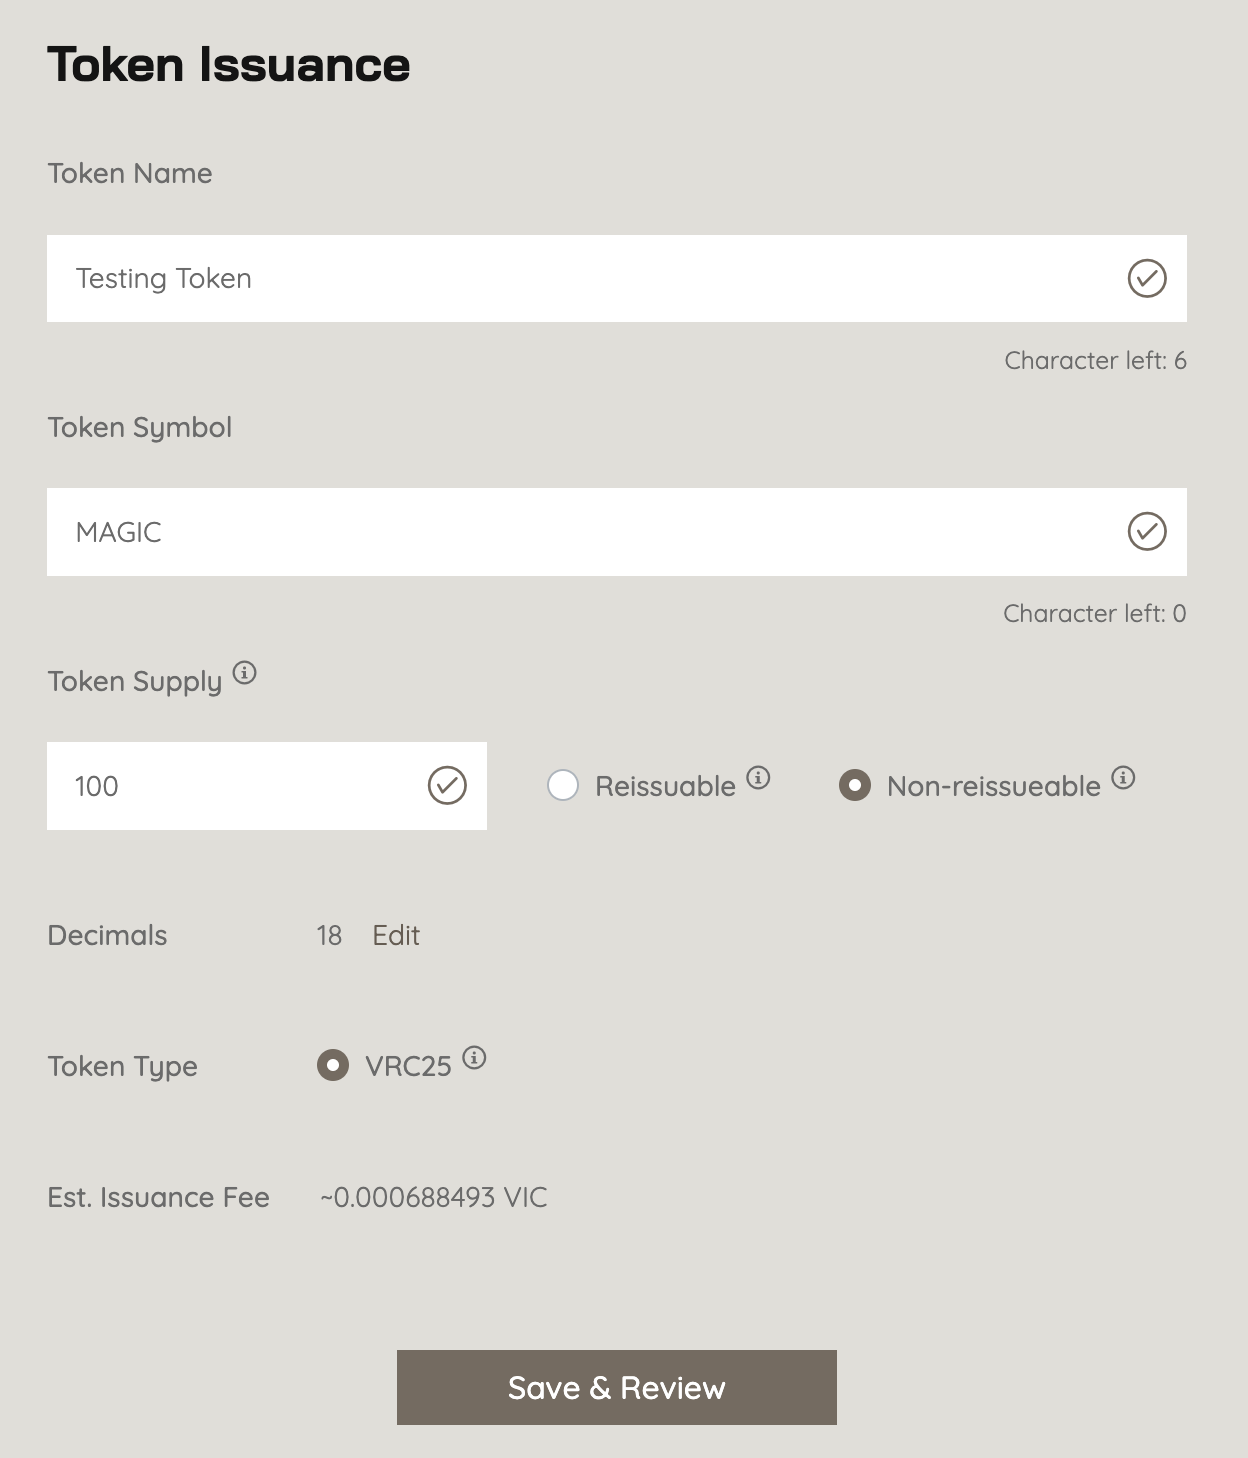 Token Issuance
Token Name
Testing Token
Character left: 6
Token Symbol
MAGIC
Character left: 0
Token Supply
100
Reissuable
Non-reissueable
Decimals 18 Edit
Token Type VRC25
Est. Issuance Fee ~0.000688493 VIC
Save & Review